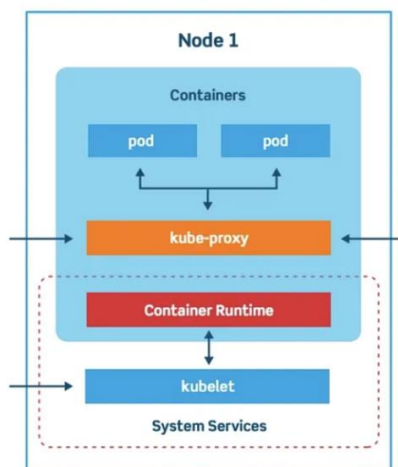 Node 1
Containers
pod pod
kube-proxy
Container Runtime
kubelet
System Services